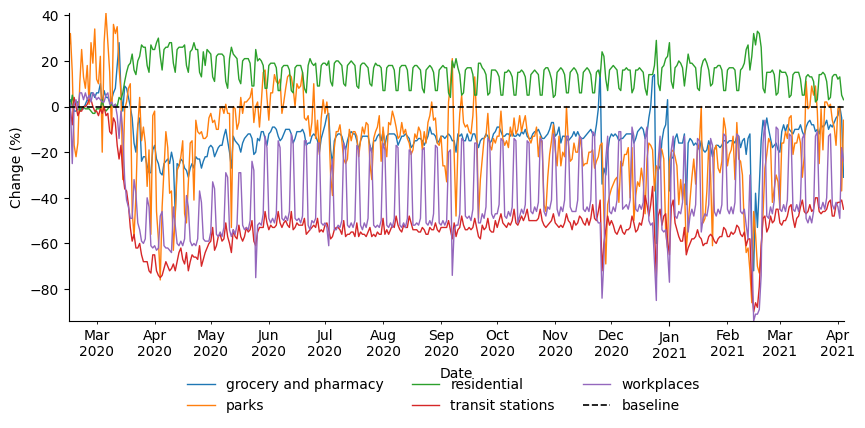 40
20
0
−20
−40
−60
−80
Change (%)
Mar Apr May Jun Jul Aug Sep Oct Nov Dec Jan Feb Mar Apr
2020 2020 2020 2020 2020 2020 2020 2020 2020 2020 2021 2021 2021 2021
Date
grocery and pharmacy residential workplaces
parks transit stations baseline